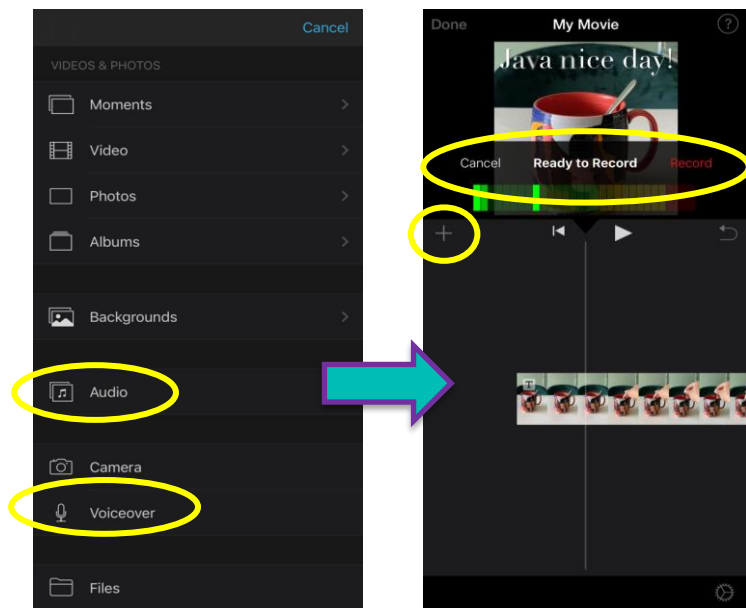 Cancel
VIDEOS & PHOTOS
Moments
Video
Photos
Albums
Backgrounds
Audio
Camera
Voiceover
Files
Done My Movie ?
Java nice day!
Cancel Ready to Record Record
T